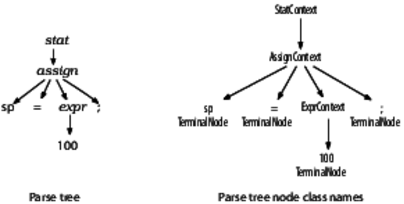 StatContext
stat
assign
AssignContext
sp = expr ;
sp = ExprContext ;
TerminalNode TerminalNode TerminalNode
100
100
TerminalNode
Parse tree
Parse tree node class names